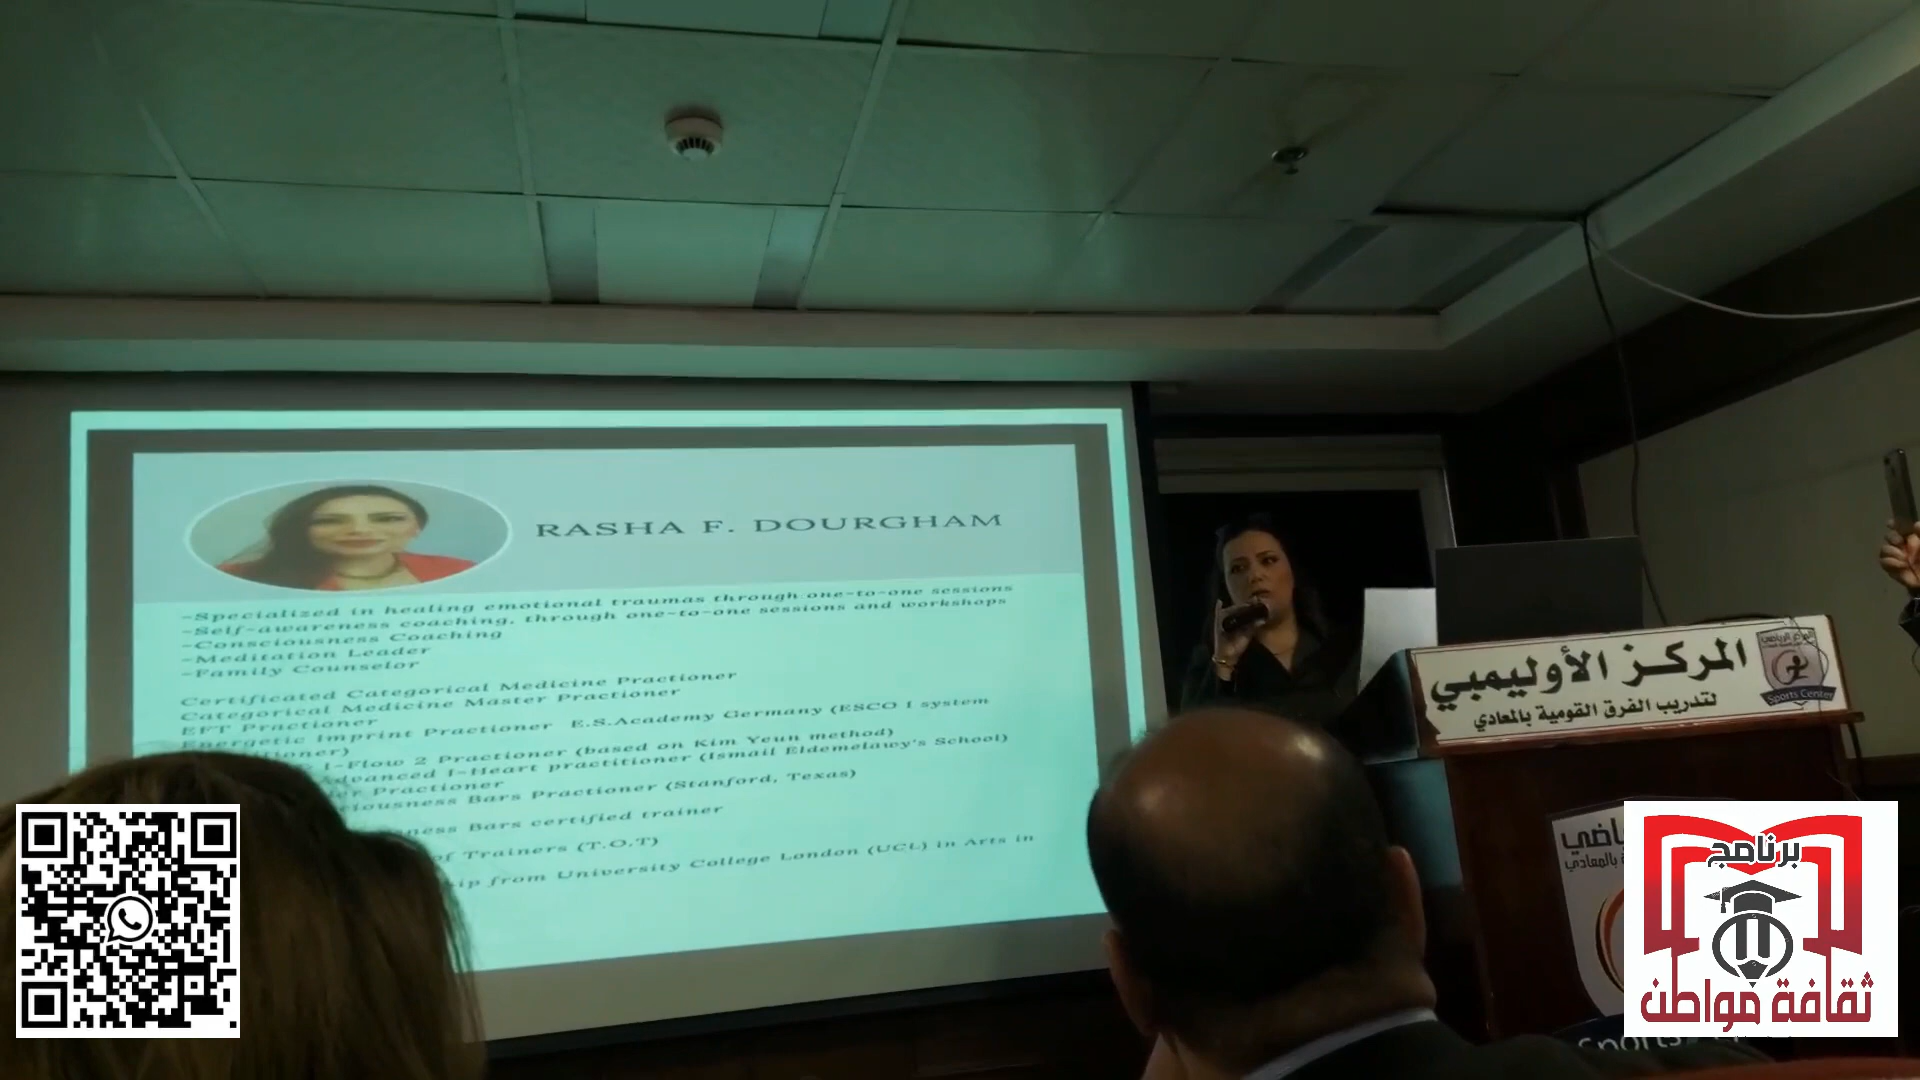 RASHA F. DOURGHAM
-Specialized in healing emotional traumas through one-to-one sessions
-Self-awareness coaching, through one-to-one sessions and workshops
-Consciousness Coaching
-Meditation Leader
-Family Counselor
Certificated Categorical Medicine Practioner
Categorical Medicine Master Practioner
EFT Practioner
Energetic Imprint Practioner E.S.Academy Germany (ESCO 1 system
I-Flow 2 Practioner (based on Kim Yeun method)
Advanced I-Heart practitioner (Ismail Eldemelawy's School)
Practioner
Bars Practioner (Stanford, Texas)
Bars certified trainer
of Trainers (T.O.T)
from University College London (UCL) in Arts in
المركز الأوليمبي
لتدريب الفرق القومية بالمعادي
Sports Center
برنامج
ثقافة مواطن